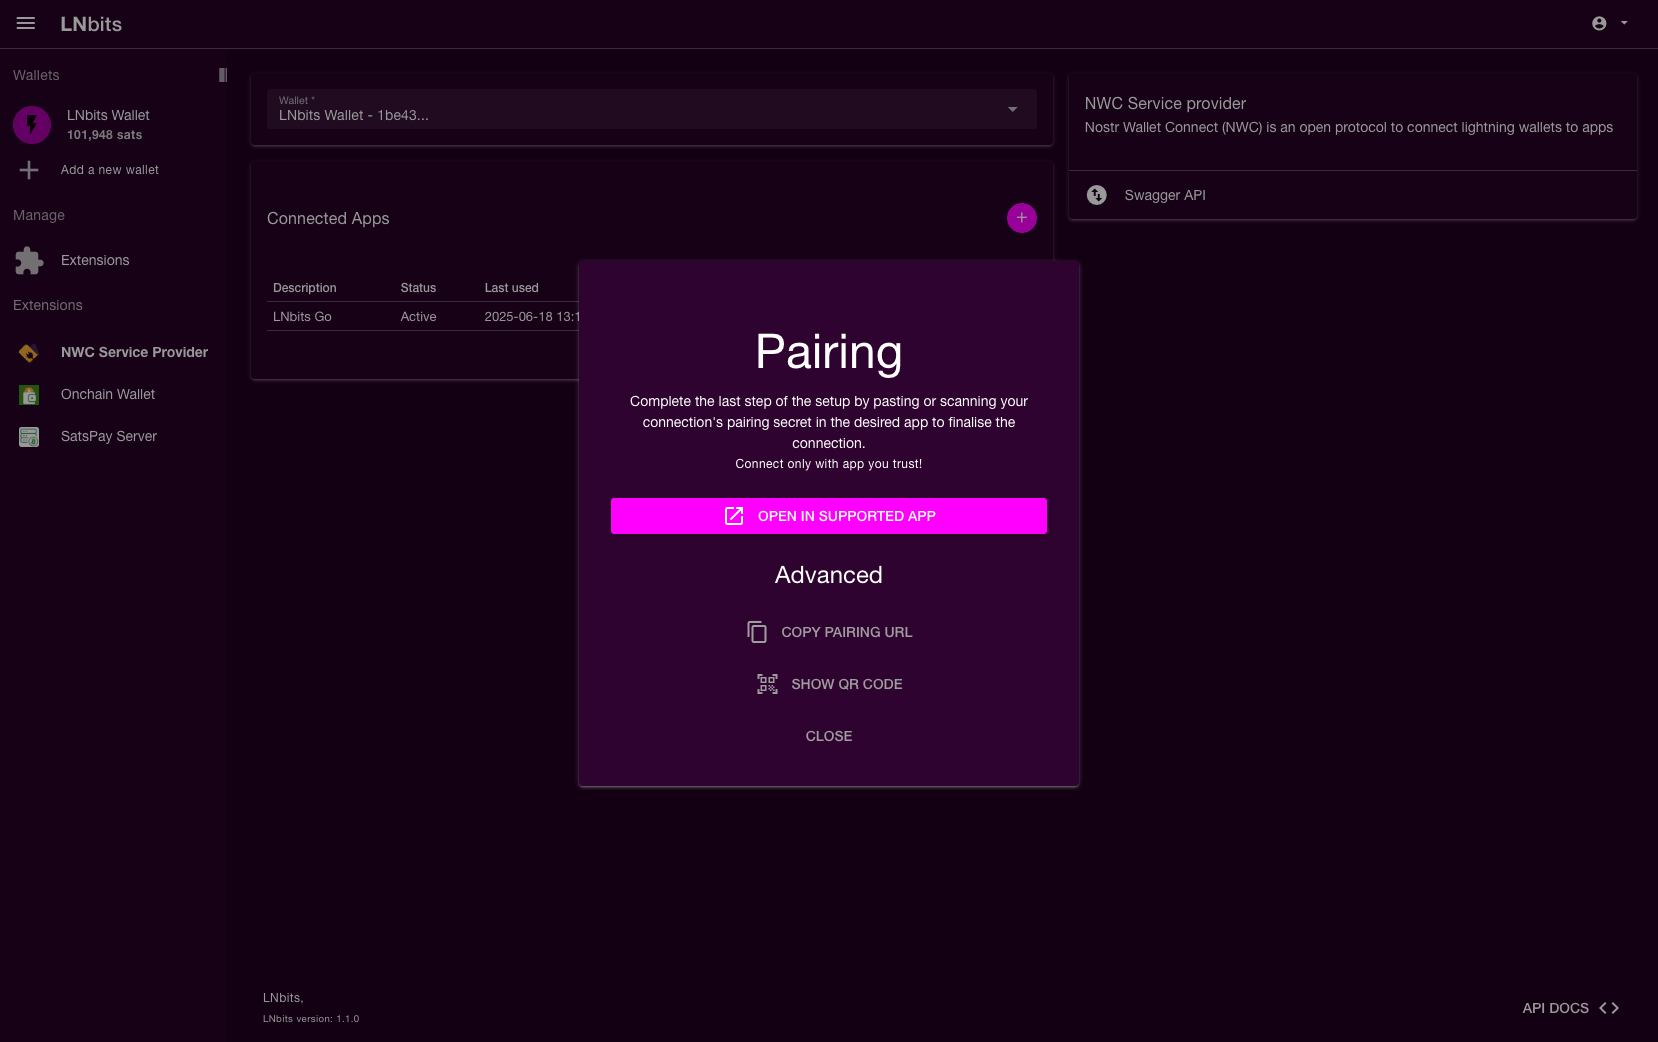 LNbits
Wallets
LNbits Wallet
101,948 sats
Add a new wallet
Manage
Extensions
Extensions
NWC Service Provider
Onchain Wallet
SatsPay Server
Wallet *
LNbits Wallet - 1be43...
Connected Apps
Description Status Last used
LNbits Go Active 2025-06-18 13:1
NWC Service provider
Nostr Wallet Connect (NWC) is an open protocol to connect lightning wallets to apps
Swagger API
Pairing
Complete the last step of the setup by pasting or scanning your
connection's pairing secret in the desired app to finalise the
connection.
Connect only with app you trust!
OPEN IN SUPPORTED APP
Advanced
COPY PAIRING URL
SHOW QR CODE
CLOSE
LNbits,
LNbits version: 1.1.0
API DOCS